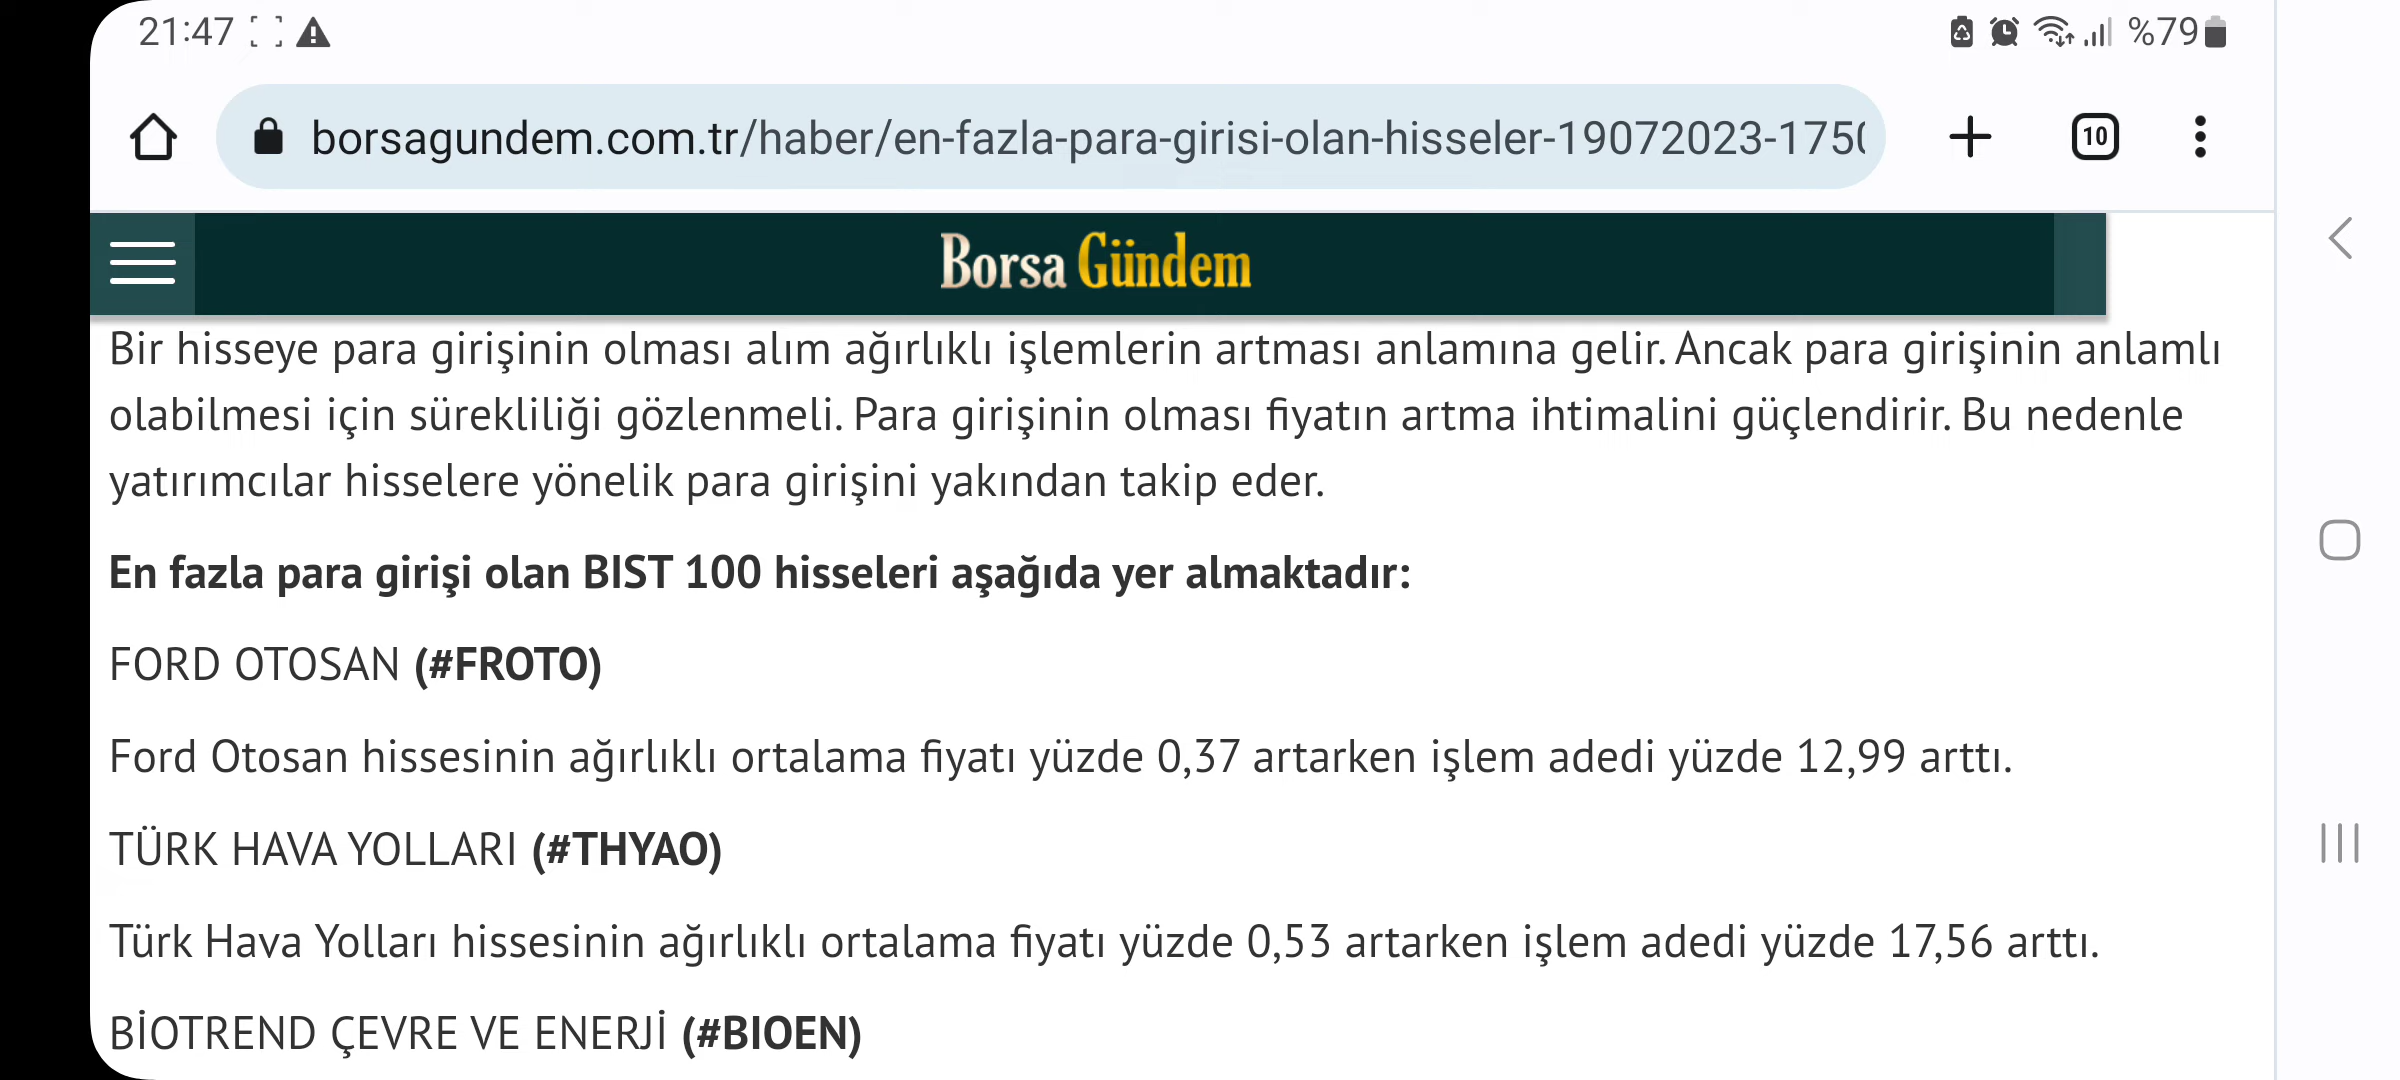 21:47
%79
borsagundem.com.tr/haber/en-fazla-para-girisi-olan-hisseler-19072023-1750
10
Borsa Gündem
Bir hisseye para girişinin olması alım ağırlıklı işlemlerin artması anlamına gelir. Ancak para girişinin anlamlı
olabilmesi için sürekliliği gözlenmeli. Para girişinin olması fiyatın artma ihtimalini güçlendirir. Bu nedenle
yatırımcılar hisselere yönelik para girişini yakından takip eder.
En fazla para girişi olan BIST 100 hisseleri aşağıda yer almaktadır:
FORD OTOSAN (#FROTO)
Ford Otosan hissesinin ağırlıklı ortalama fiyatı yüzde 0,37 artarken işlem adedi yüzde 12,99 arttı.
TÜRK HAVA YOLLARI (#THYAO)
Türk Hava Yolları hissesinin ağırlıklı ortalama fiyatı yüzde 0,53 artarken işlem adedi yüzde 17,56 arttı.
BİOTREND ÇEVRE VE ENERJİ (#BIOEN)